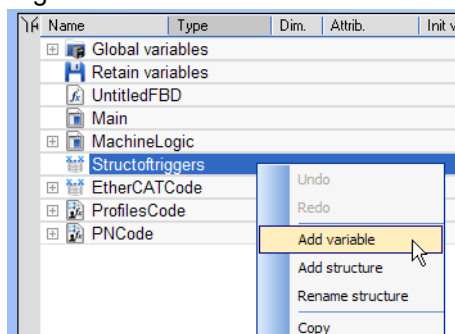 Name Type Dim. Attrib. Init v
Global variables
Retain variables
UntitledFBD
Main
MachineLogic
Structoftriggers
EtherCATCode
ProfilesCode
PNCode
Undo
Redo
Add variable
Add structure
Rename structure
Copy